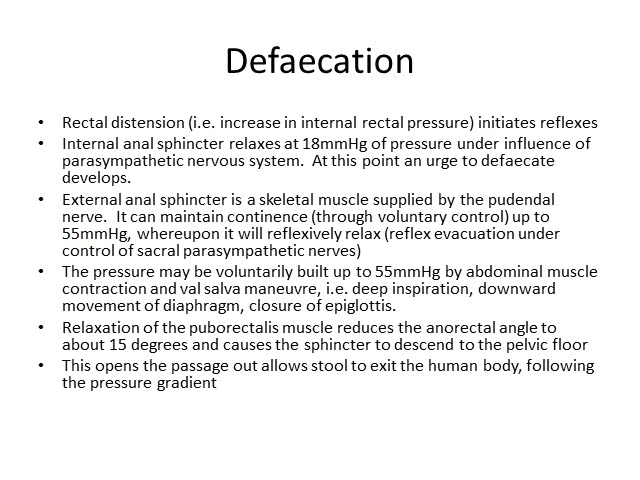 Defaecation
• Rectal distension (i.e. increase in internal rectal pressure) initiates reflexes
• Internal anal sphincter relaxes at 18mmHg of pressure under influence of
parasympathetic nervous system.  At this point an urge to defaecate
develops.
• External anal sphincter is a skeletal muscle supplied by the pudendal
nerve.  It can maintain continence (through voluntary control) up to
55mmHg, whereupon it will reflexively relax (reflex evacuation under
control of sacral parasympathetic nerves)
• The pressure may be voluntarily built up to 55mmHg by abdominal muscle
contraction and val salva maneuvre, i.e. deep inspiration, downward
movement of diaphragm, closure of epiglottis.
• Relaxation of the puborectalis muscle reduces the anorectal angle to
about 15 degrees and causes the sphincter to descend to the pelvic floor
• This opens the passage out allows stool to exit the human body, following
the pressure gradient